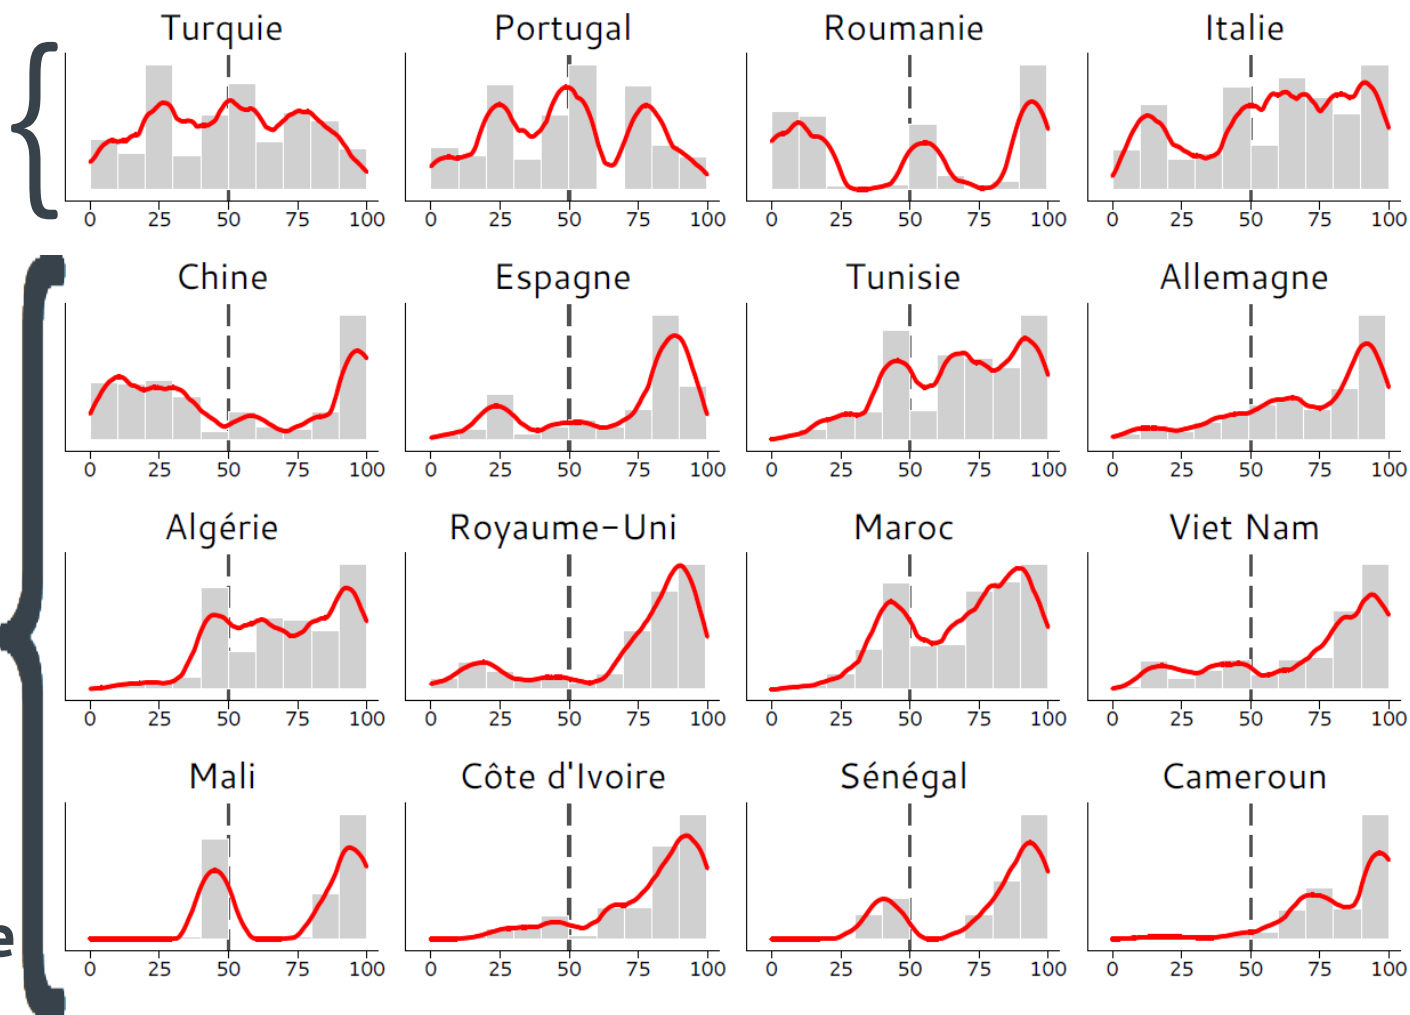 Turquie Portugal Roumanie Italie
0 25 50 75 100 0 25 50 75 100 0 25 50 75 100 0 25 50 75 100
Chine Espagne Tunisie Allemagne
0 25 50 75 100 0 25 50 75 100 0 25 50 75 100 0 25 50 75 100
Algérie Royaume-Uni Maroc Viet Nam
0 25 50 75 100 0 25 50 75 100 0 25 50 75 100 0 25 50 75 100
Mali Côte d'Ivoire Sénégal Cameroun
e
0 25 50 75 100 0 25 50 75 100 0 25 50 75 100 0 25 50 75 100